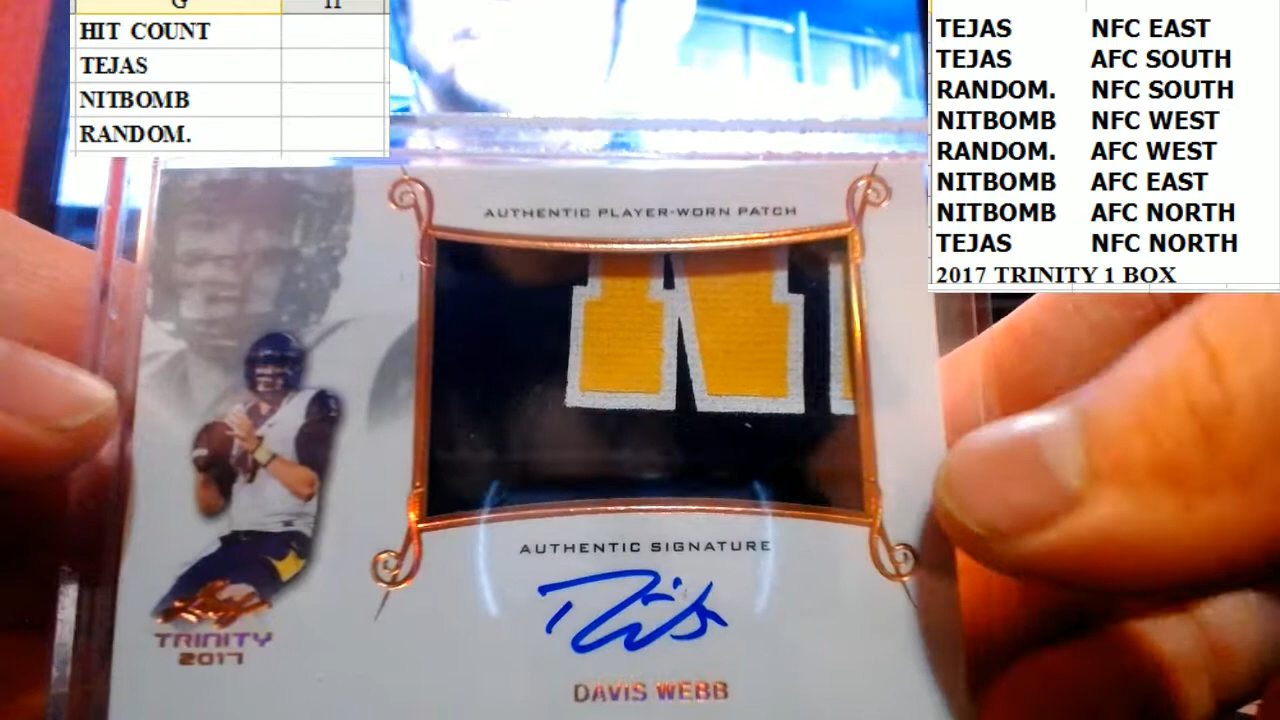 G H
HIT COUNT
TEJAS
NITBOMB
RANDOM.
TEJAS NFC EAST
TEJAS AFC SOUTH
RANDOM. NFC SOUTH
NITBOMB NFC WEST
RANDOM. AFC WEST
NITBOMB AFC EAST
NITBOMB AFC NORTH
TEJAS NFC NORTH
2017 TRINITY 1 BOX
AUTHENTIC PLAYER-WORN PATCH
AUTHENTIC SIGNATURE
TRINITY
2017
DAVIS WEBB